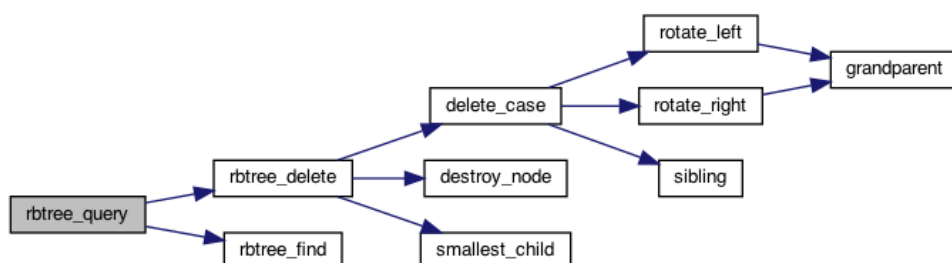 rotate_left
grandparent
delete_case
rotate_right
rbtree_delete
destroy_node
sibling
rbtree_query
rbtree_find
smallest_child